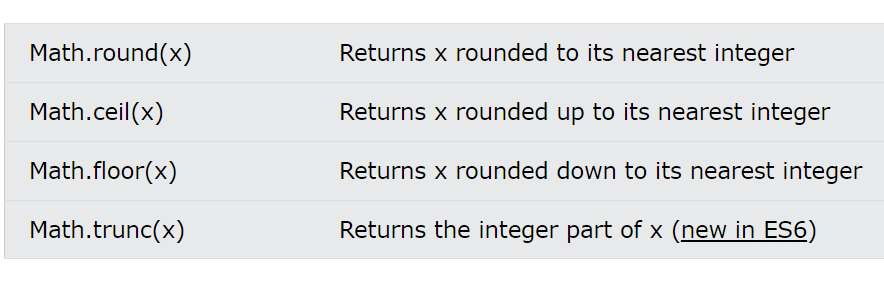 Math.round(x) Returns x rounded to its nearest integer
Math.ceil(x) Returns x rounded up to its nearest integer
Math.floor(x) Returns x rounded down to its nearest integer
Math.trunc(x) Returns the integer part of x (new in ES6)